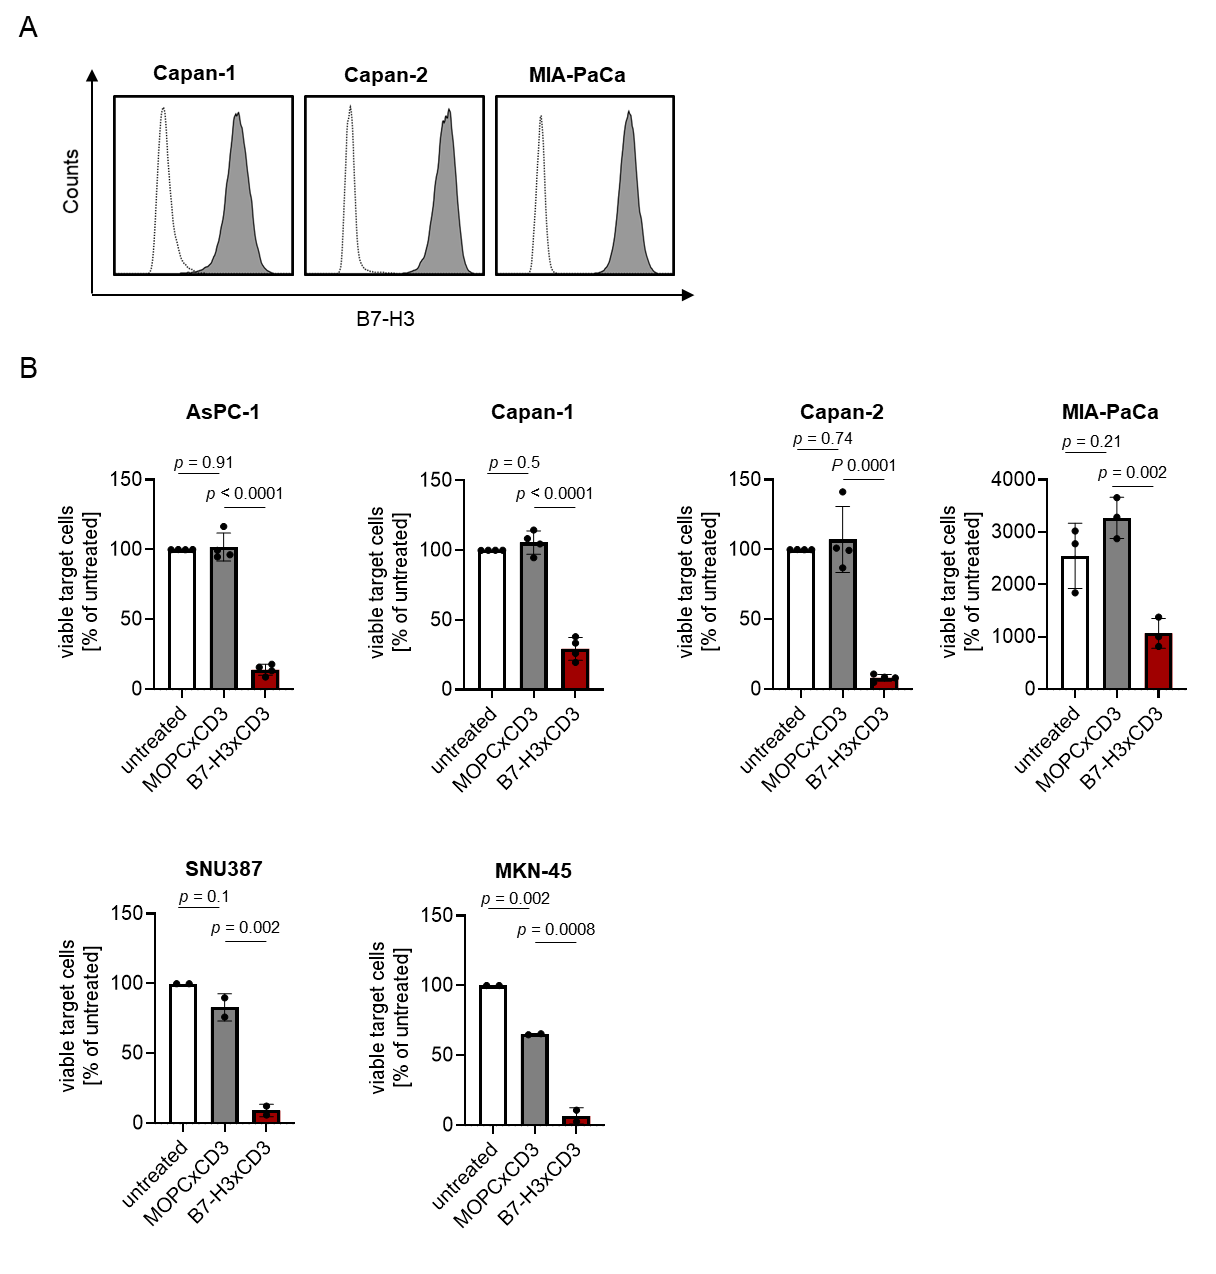 A
Capan-1
Capan-2
MIA-PaCa
Counts
B7-H3
B
AsPC-1
p = 0.91
p < 0.0001
150
100
50
0
viable target cells
[% of untreated]
untreated
MOPCxCD3
B7-H3xCD3
Capan-1
p = 0.5
p < 0.0001
150
100
50
0
viable target cells
[% of untreated]
untreated
MOPCxCD3
B7-H3xCD3
Capan-2
p = 0.74
P 0.0001
150
100
50
0
viable target cells
[% of untreated]
untreated
MOPCxCD3
B7-H3xCD3
MIA-PaCa
p = 0.21
p = 0.002
4000
3000
2000
1000
0
viable target cells
[% of untreated]
untreated
MOPCxCD3
B7-H3xCD3
SNU387
p = 0.1
p = 0.002
150
100
50
0
viable target cells
[% of untreated]
untreated
MOPCxCD3
B7-H3xCD3
MKN-45
p = 0.002
p = 0.0008
150
100
50
0
viable target cells
[% of untreated]
untreated
MOPCxCD3
B7-H3xCD3